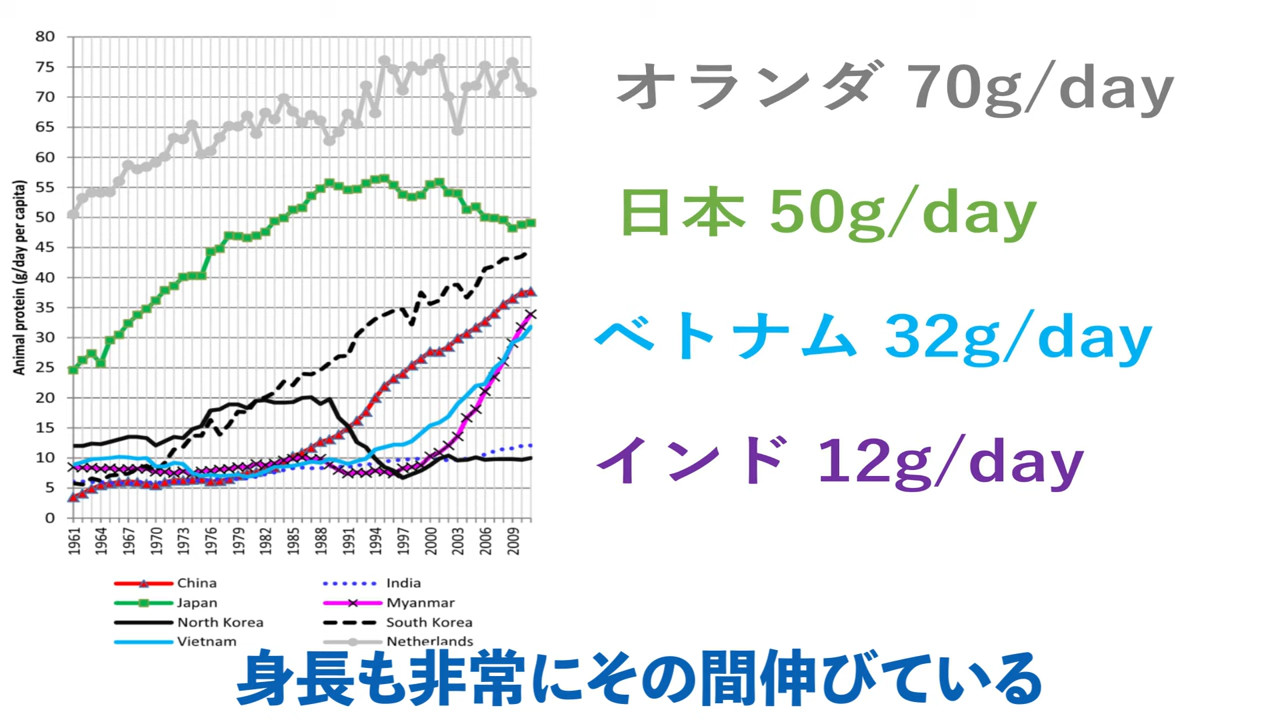 80
75
70
65
60
55
50
45
40
35
30
25
20
15
10
5
0
Animal protein (g/day per capita)
1961 1964 1967 1970 1973 1976 1979 1982 1985 1988 1991 1994 1997 2000 2003 2006 2009
China India
Japan Myanmar
North Korea South Korea
Vietnam Netherlands
オランダ 70g/day
日本 50g/day
ベトナム 32g/day
インド 12g/day
身長も非常にその間伸びている